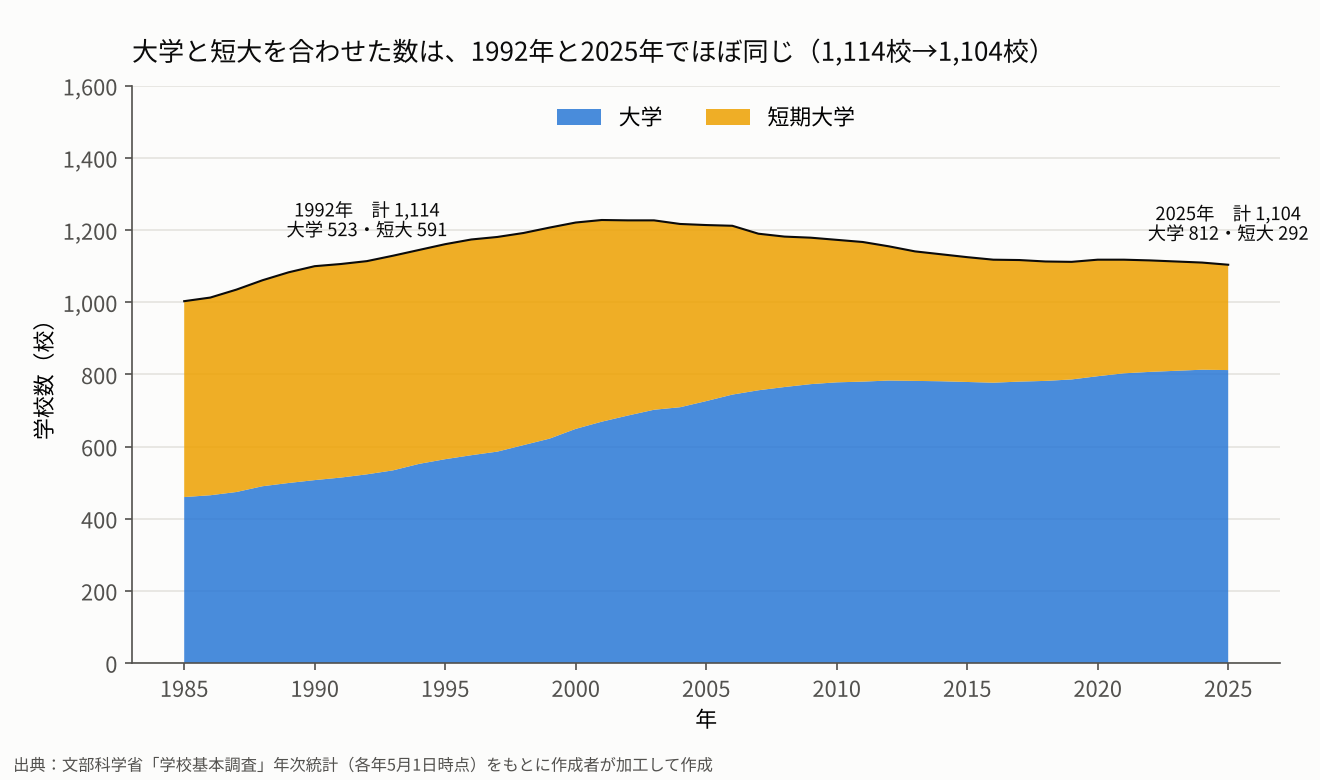 大学と短大を合わせた数は、1992年と2025年でほぼ同じ（1,114校→1,104校）
大学 短期大学
1992年　計 1,114
大学 523・短大 591
2025年　計 1,104
大学 812・短大 292
学校数（校）
1,600
1,400
1,200
1,000
800
600
400
200
0
1985 1990 1995 2000 2005 2010 2015 2020 2025
年
出典：文部科学省「学校基本調査」年次統計（各年5月1日時点）をもとに作成者が加工して作成